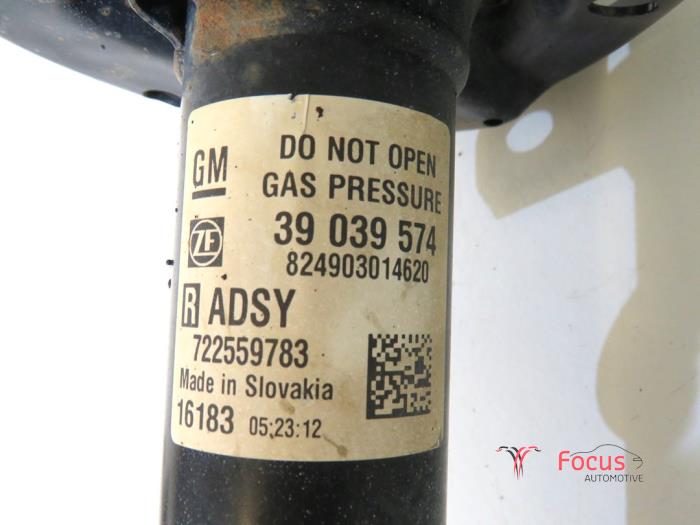 GM
DO NOT OPEN
GAS PRESSURE
ZF
39 039 574
824903014620
R ADSY
722559783
Made in Slovakia
16183 05:23:12
Focus
AUTOMOTIVE